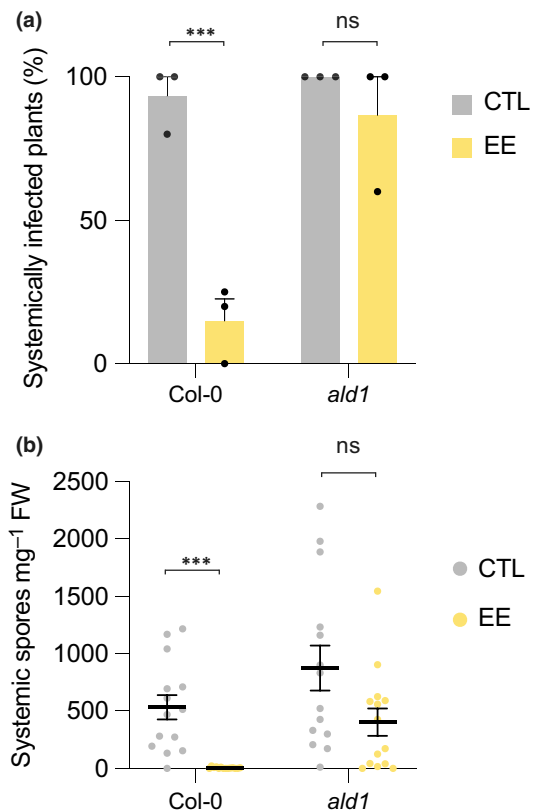 (a)
*** ns
Systemically infected plants (%)
100
50
0
Col-0 ald1
CTL
EE
(b)
ns
***
Systemic spores mg⁻¹ FW
2500
2000
1500
1000
500
0
Col-0 ald1
CTL
EE